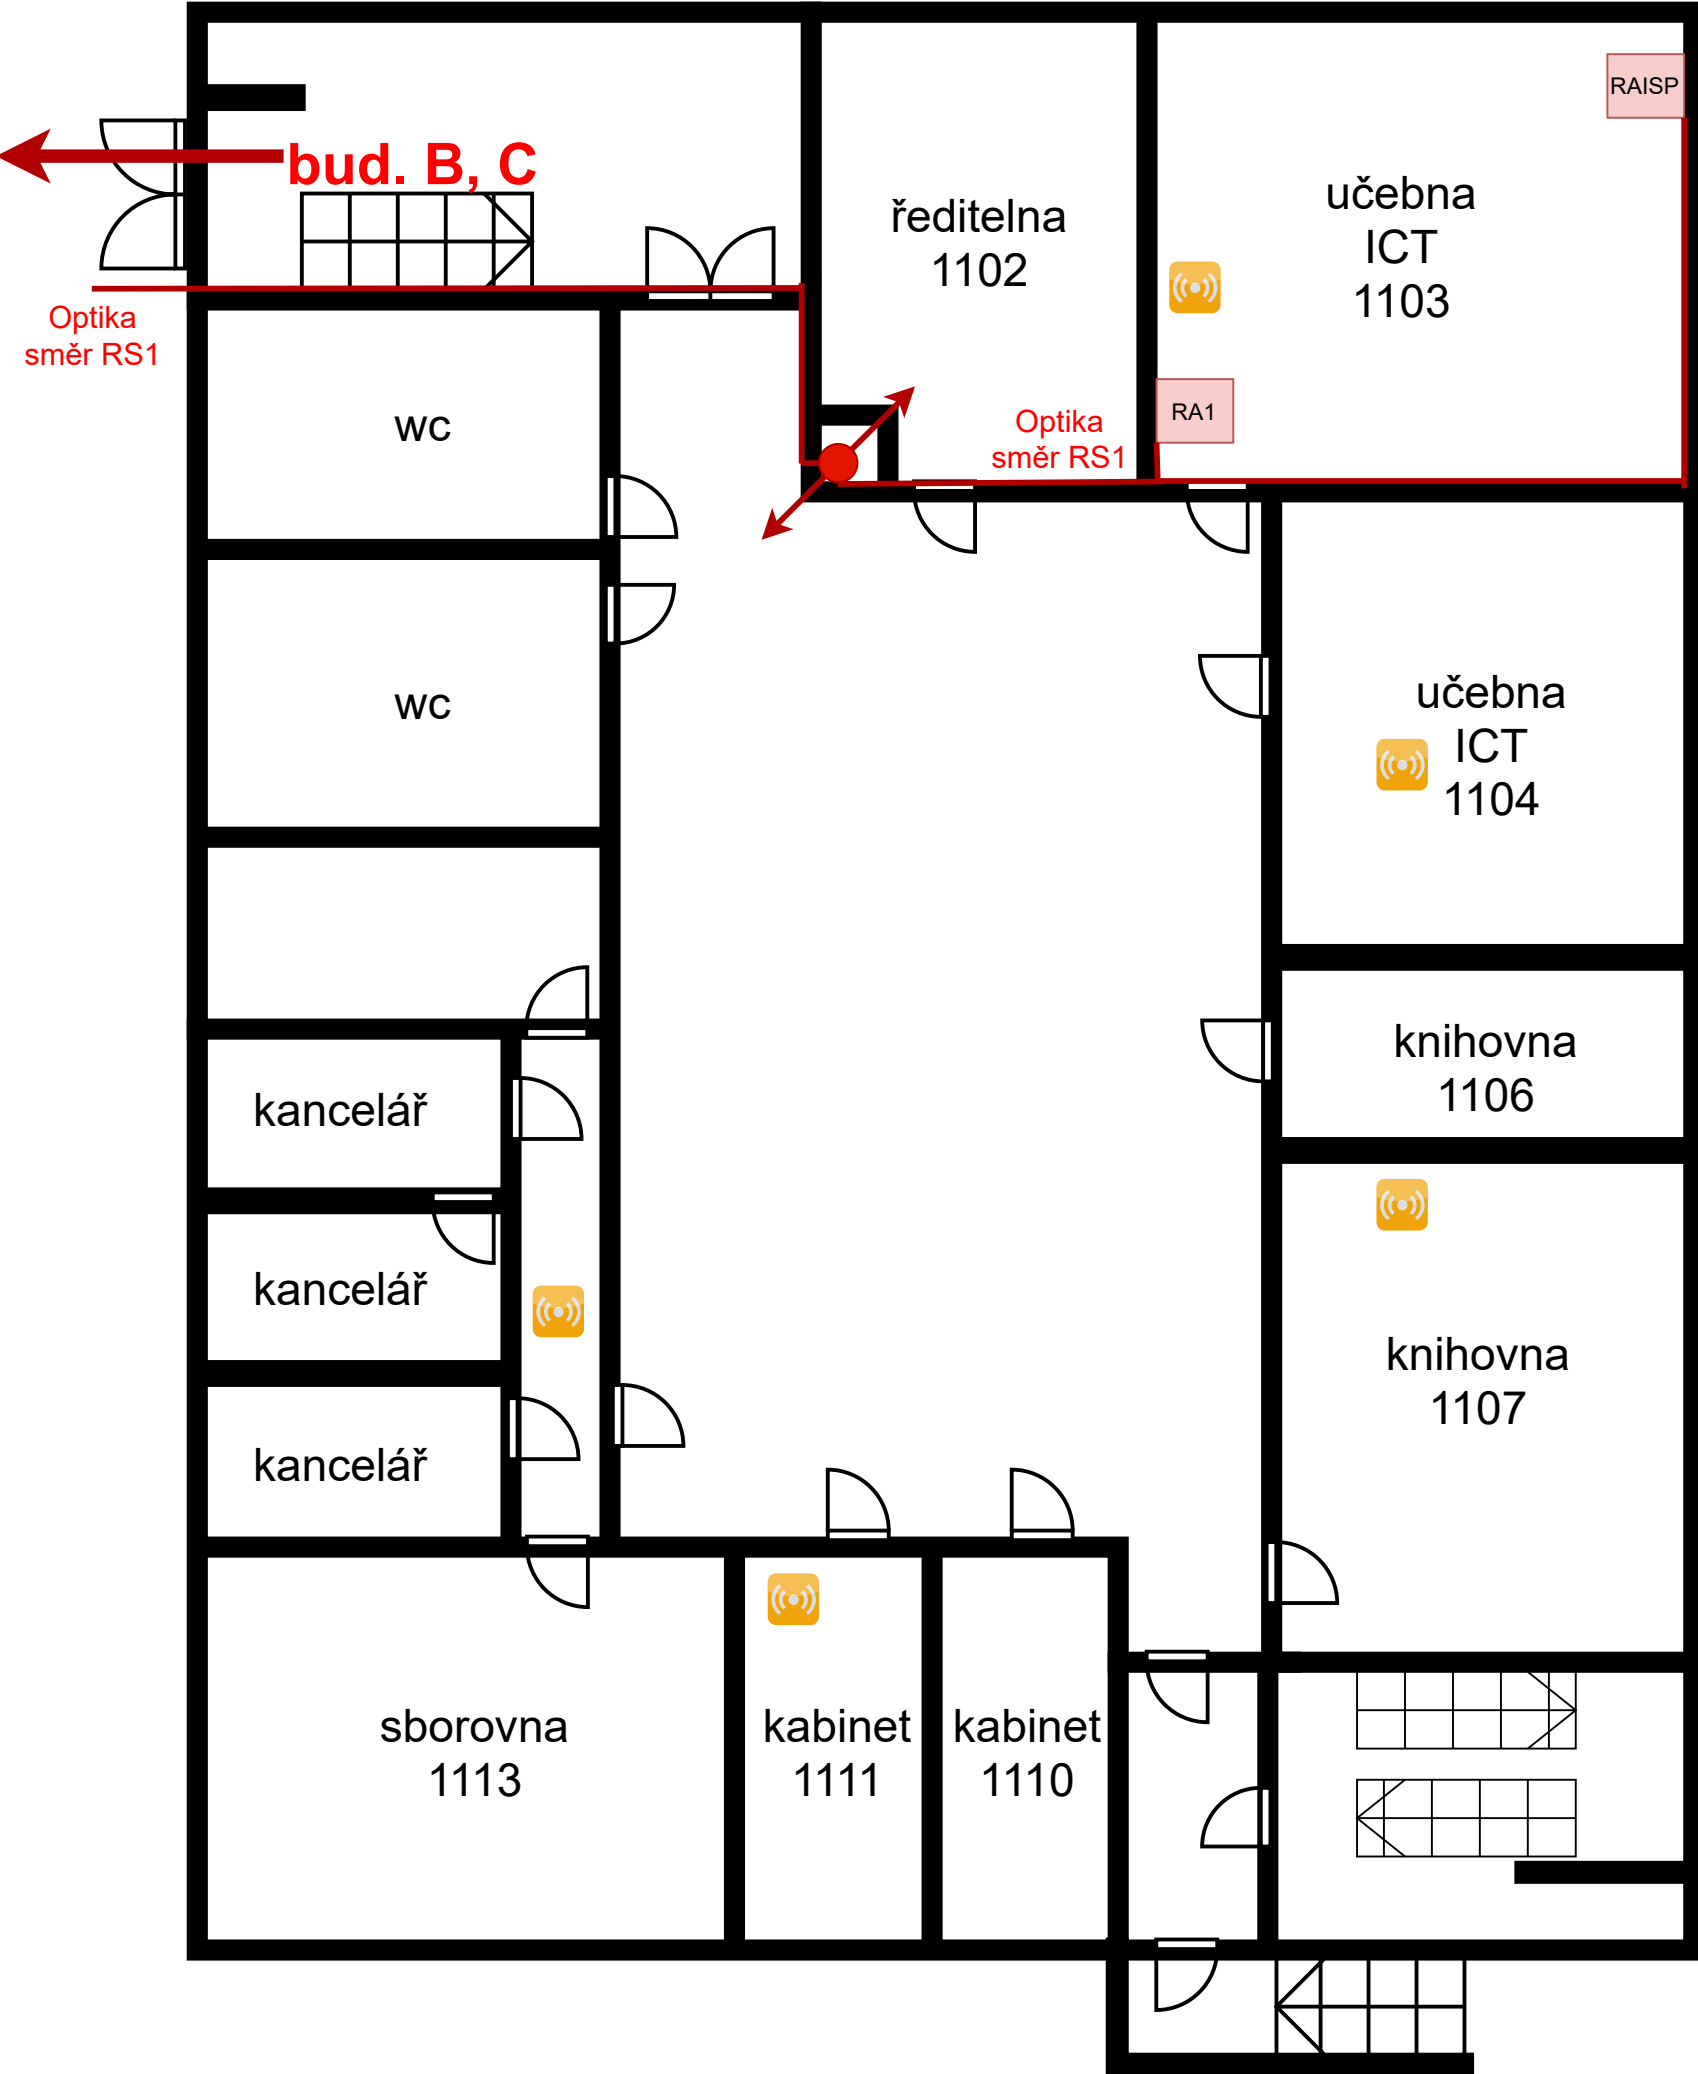 RAISP
bud. B, C
učebna
ICT
1103
ředitelna
1102
Optika
směr RS1
RA1
Optika
směr RS1
wc
wc
učebna
ICT
1104
knihovna
1106
kancelář
kancelář
knihovna
1107
kancelář
sborovna
1113
kabinet
1111
kabinet
1110